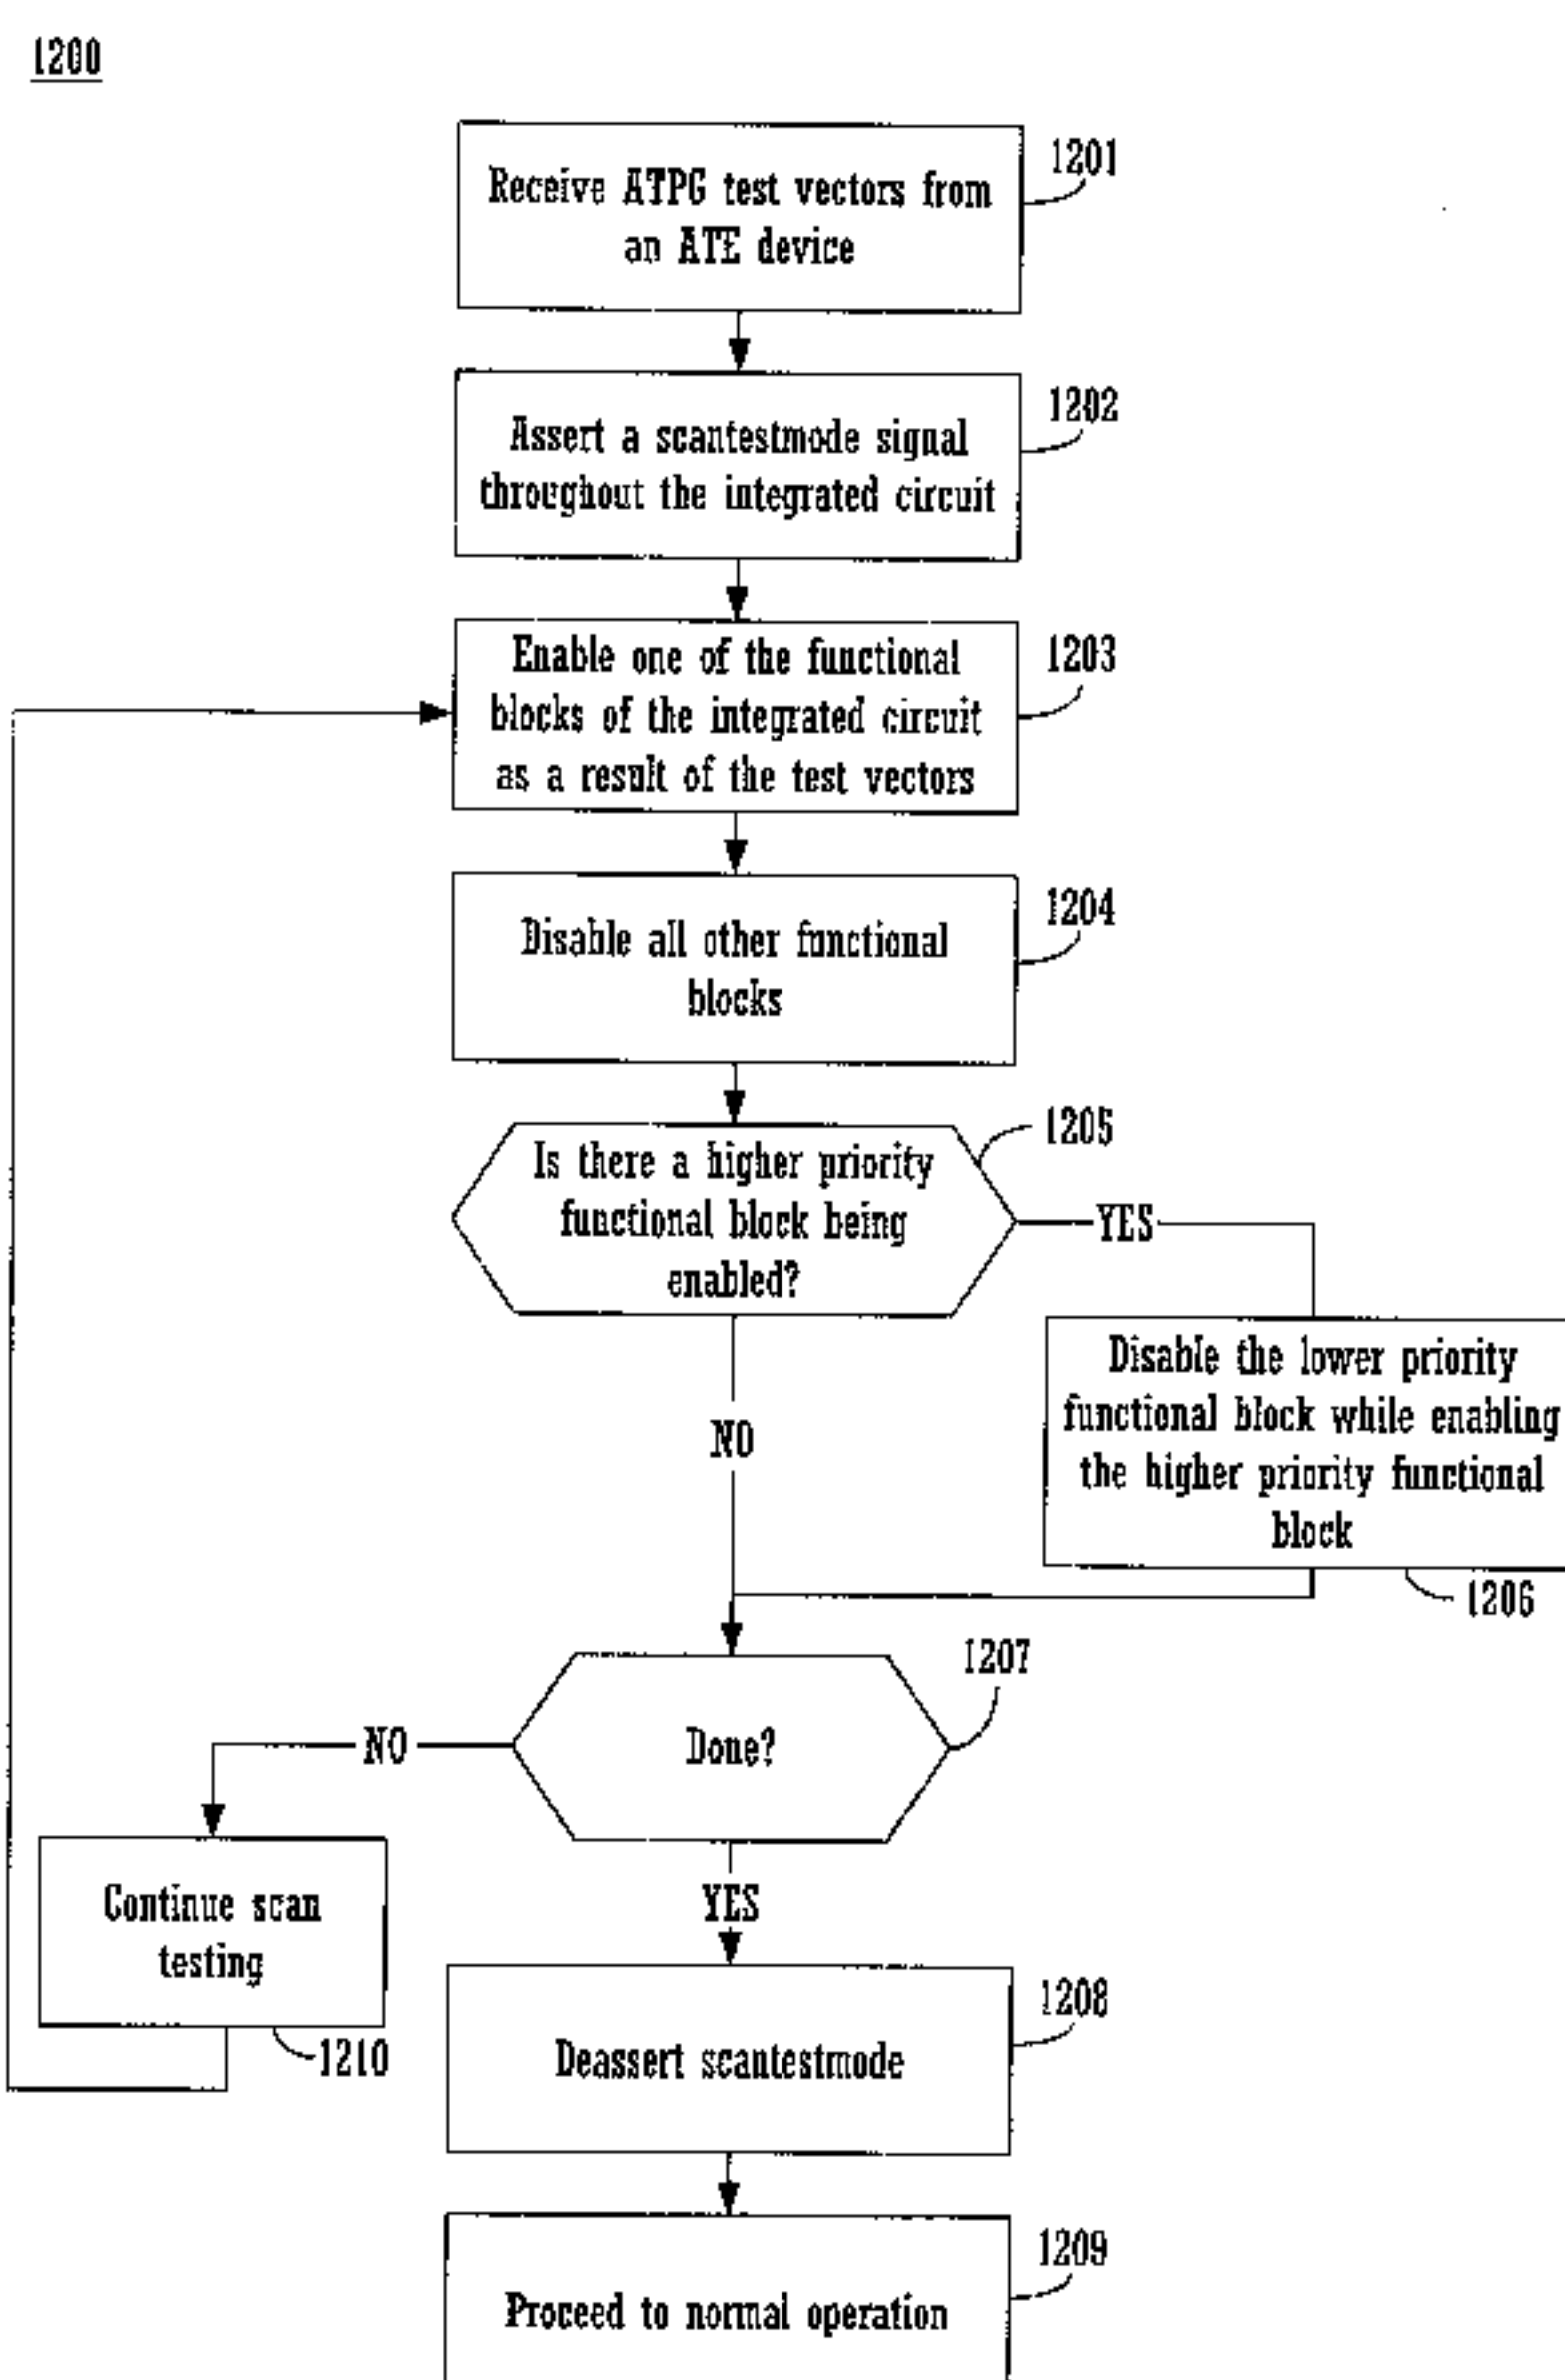 1200
Receive ATPG test vectors from
an ATE device
1201
Assert a scantestmode signal
throughout the integrated circuit
1202
Enable one of the functional
blocks of the integrated circuit
as a result of the test vectors
1203
Disable all other functional
blocks
1204
Is there a higher priority
functional block being
enabled?
1205
YES
Disable the lower priority
functional block while enabling
the higher priority functional
block
1206
NO
Done?
1207
NO
Continue scan
testing
1210
YES
Deassert scantestmode
1208
Proceed to normal operation
1209